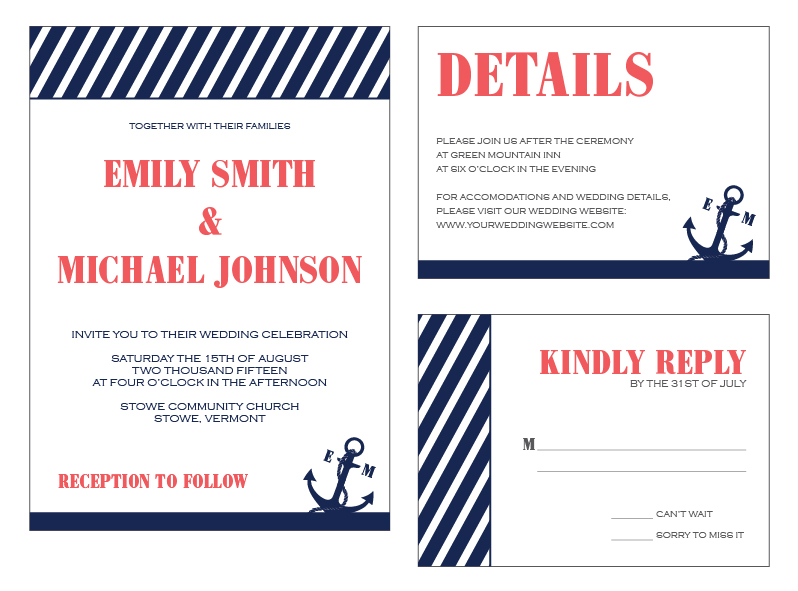 TOGETHER WITH THEIR FAMILIES
EMILY SMITH
&
MICHAEL JOHNSON
INVITE YOU TO THEIR WEDDING CELEBRATION
SATURDAY THE 15TH OF AUGUST
TWO THOUSAND FIFTEEN
AT FOUR O'CLOCK IN THE AFTERNOON
STOWE COMMUNITY CHURCH
STOWE, VERMONT
RECEPTION TO FOLLOW
E M
DETAILS
PLEASE JOIN US AFTER THE CEREMONY
AT GREEN MOUNTAIN INN
AT SIX O'CLOCK IN THE EVENING
FOR ACCOMODATIONS AND WEDDING DETAILS,
PLEASE VISIT OUR WEDDING WEBSITE:
WWW.YOURWEDDINGWEBSITE.COM
E M
KINDLY REPLY
BY THE 31ST OF JULY
M
CAN'T WAIT
SORRY TO MISS IT